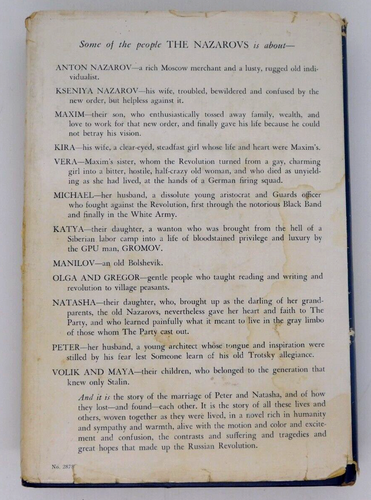 Some of the people THE NAZAROVS is about—
ANTON NAZAROV—a rich Moscow merchant and a lusty, rugged old indi-
vidualist.
KSENIYA NAZAROV—his wife, troubled, bewildered and confused by the
new order, but helpless against it.
MAXIM—their son, who enthusiastically tossed away family, wealth, and
love to work for that new order, and finally gave his life because he could
not betray his vision.
KIRA—his wife, a clear-eyed, steadfast girl whose life and heart were Maxim's.
VERA—Maxim's sister, whom the Revolution turned from a gay, charming
girl into a bitter, hostile, half-crazy old woman, and who died as unyield-
ing as she had lived, at the hands of a German firing squad.
MICHAEL—her husband, a dissolute young aristocrat and Guards officer
who fought against the Revolution, first through the notorious Black Band
and finally in the White Army.
KATYA—their daughter, a wanton who was brought from the hell of a
Siberian labor camp into a life of bloodstained privilege and luxury by
the GPU man, GROMOV.
MANILOV—an old Bolshevik.
OLGA AND GREGOR—gentle people who taught reading and writing and
revolution to village peasants.
NATASHA—their daughter, who, brought up as the darling of her grand-
parents, the old Nazarovs, nevertheless gave her heart and faith to The
Party, and who learned painfully what it meant to live in the gray limbo
of those whom The Party cast out.
PETER—her husband, a young architect whose tongue and inspiration were
stilled by his fear lest Someone learn of his old Trotsky allegiance.
VOLIK AND MAYA—their children, who belonged to the generation that
knew only Stalin.
And it is the story of the marriage of Peter and Natasha, and of how
they lost—and found—each other. It is the story of all these lives and
others, woven together as they were lived, in a novel rich in humanity
and sympathy and warmth, alive with the motion and color and excite-
ment and confusion, the contrasts and suffering and tragedies and
great hopes that made up the Russian Revolution.
No.